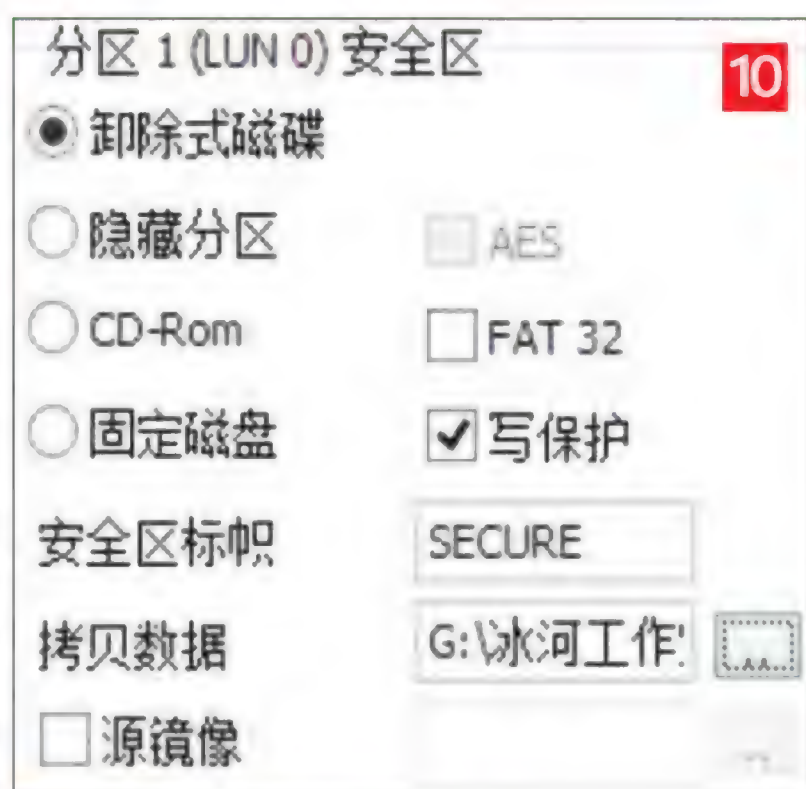 分区 1 (LUN 0) 安全区
10
卸除式磁碟
隐藏分区 AES
CD-Rom FAT 32
固定磁盘 写保护
安全区标帜 SECURE
拷贝数据 G:\冰河工作
源镜像